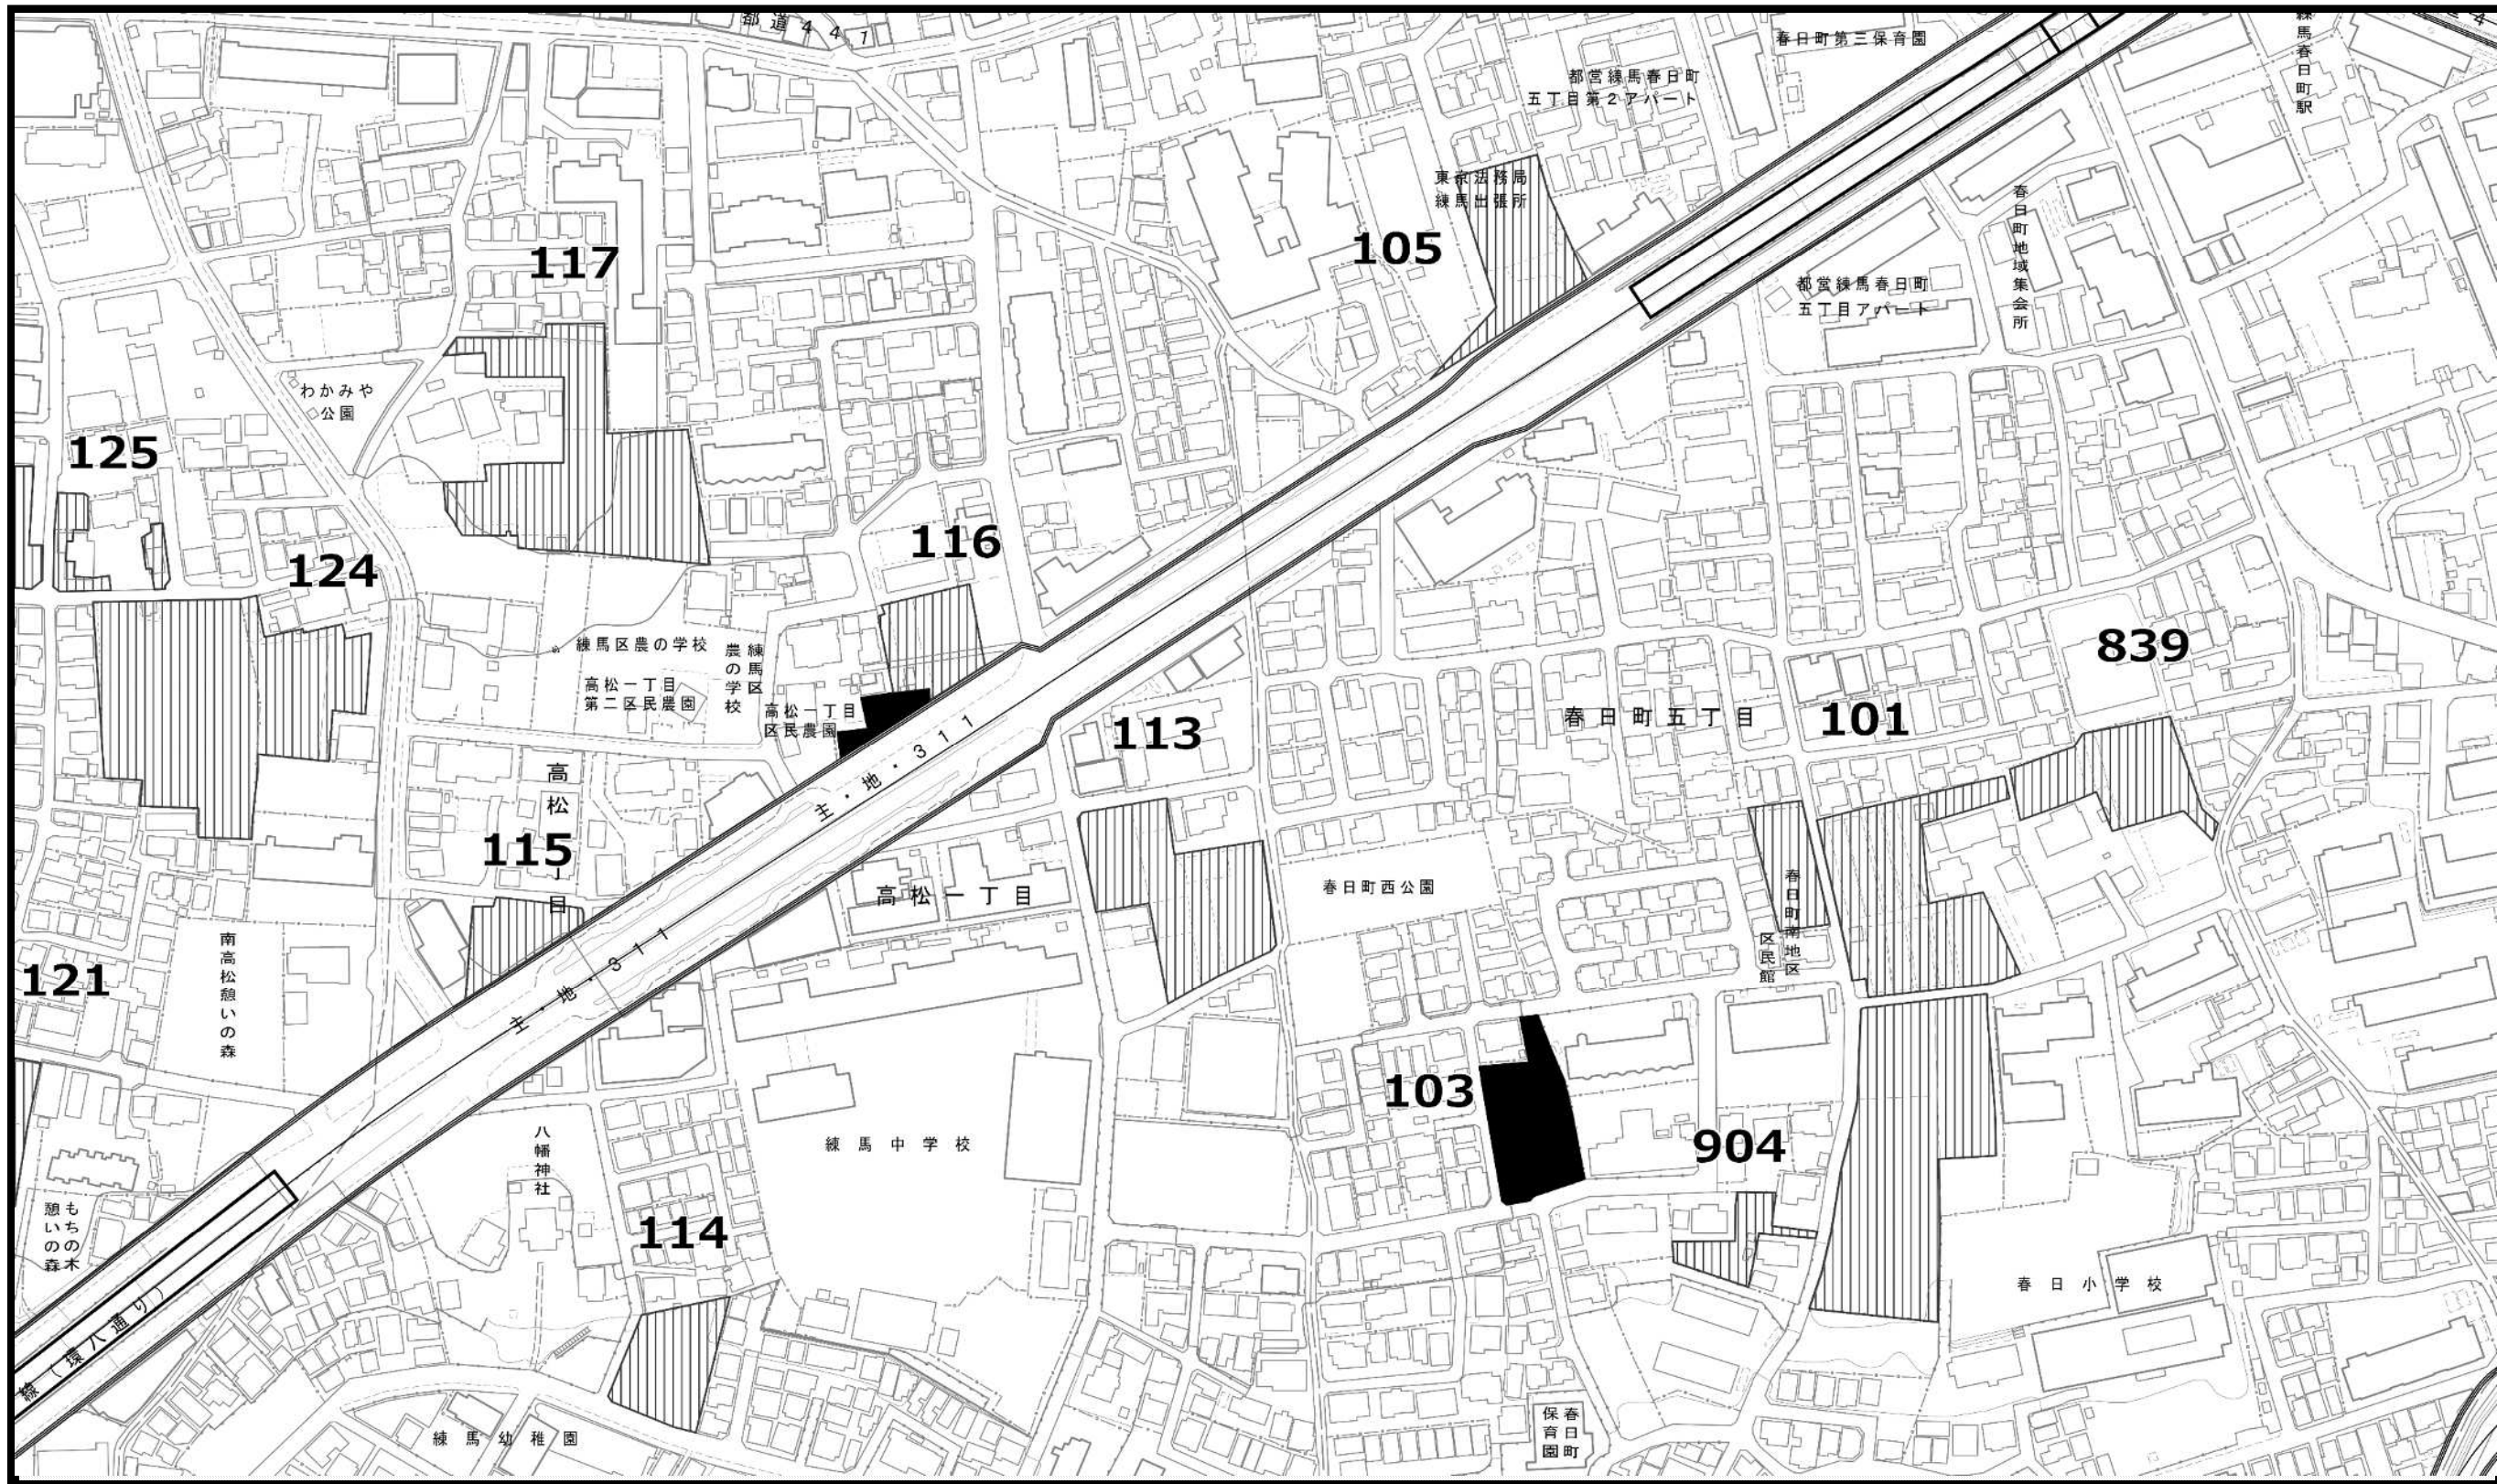 都道441
春日町第三保育園
都営練馬春日町
五丁目第2アパート
練馬春日町駅
東京法務局
練馬出張所
105
117
春日町地域集会所
都営練馬春日町
五丁目アパート
わかみや
公園
125
116
124
練馬区農の学校
練馬区
農の学校
高松一丁目
第二区民農園
高松一丁目
区民農園
839
主・地・311
113
春日町五丁目
101
高松
115
丁目
高松一丁目
春日町西公園
春日町南地区
区民館
南高松憩いの森
121
主・地・311
103
904
八幡神社
練馬中学校
もちの木
憩いの森
114
春日小学校
線(環八通り)
練馬幼稚園
春日町
保育園